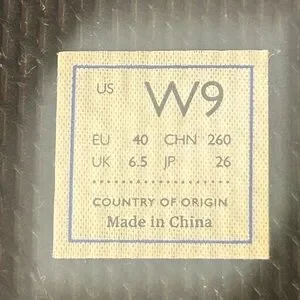 US W9
EU 40 CHN 260
UK 6.5 JP 26
COUNTRY OF ORIGIN
Made in China